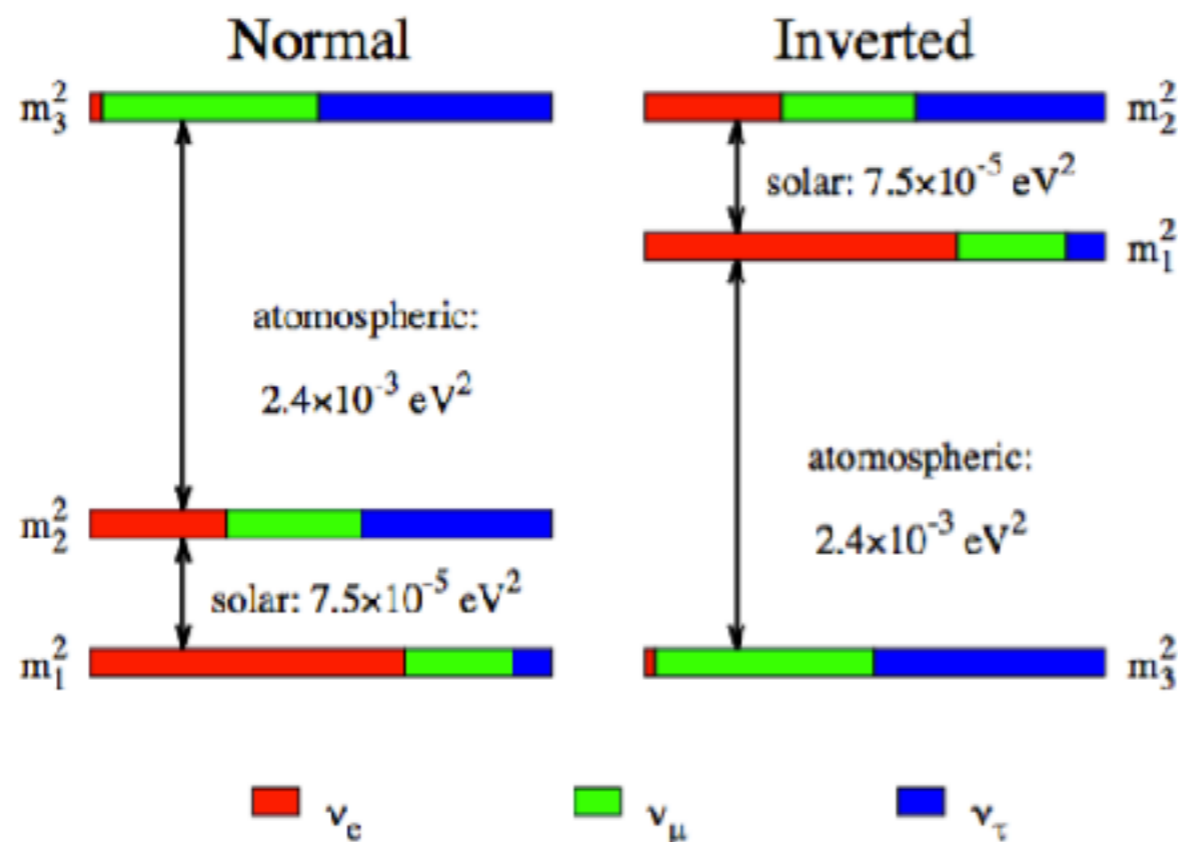 Normal
m₃²
atomospheric:
2.4×10⁻³ eV²
m₂²
solar: 7.5×10⁻⁵ eV²
m₁²
Inverted
m₂²
solar: 7.5×10⁻⁵ eV²
m₁²
atomospheric:
2.4×10⁻³ eV²
m₃²
νe νμ ντ